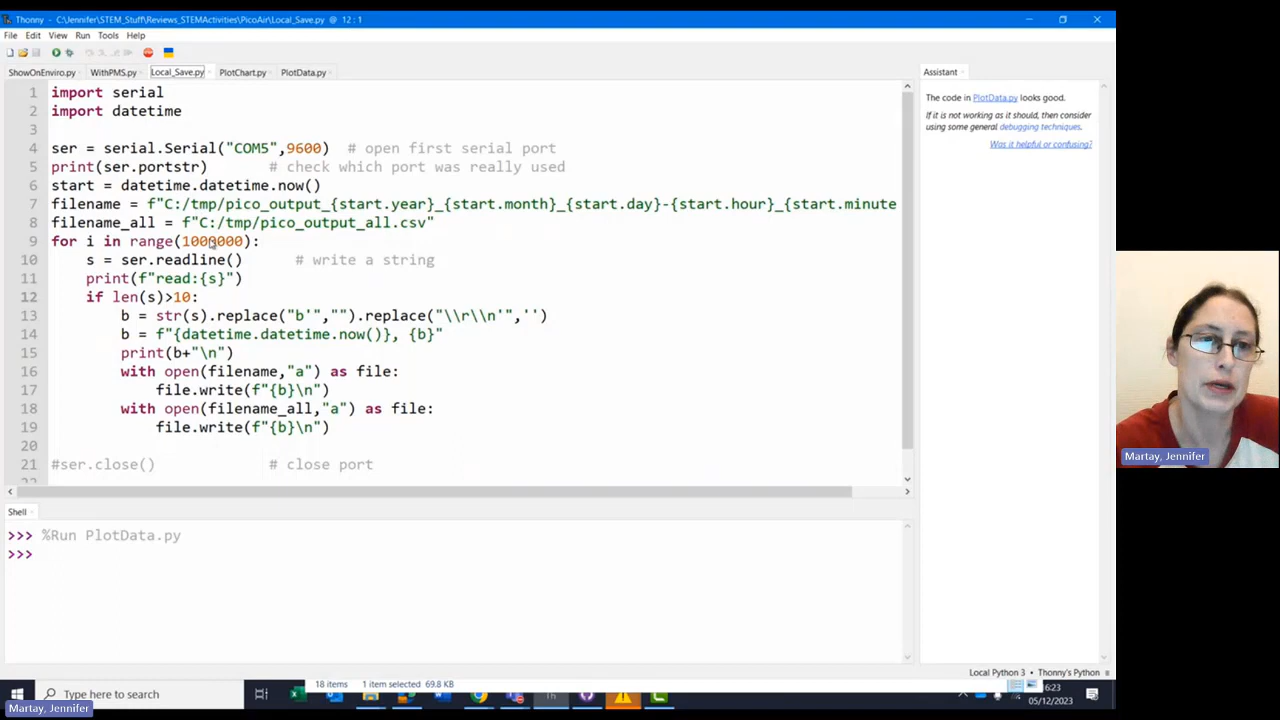 Thonny - C:\Jennifer\STEM_Stuff\Reviews_STEMActivities\PicoAir\Local_Save.py @ 12 : 1
File Edit View Run Tools Help
ShowOnEnviro.py WithPMS.py Local_Save.py PlotChart.py PlotData.py
Assistant
1 import serial
2 import datetime
3
4 ser = serial.Serial("COM5",9600) # open first serial port
5 print(ser.portstr) # check which port was really used
6 start = datetime.datetime.now()
7 filename = f"C:/tmp/pico_output_{start.year}_{start.month}_{start.day}-{start.hour}_{start.minute
8 filename_all = f"C:/tmp/pico_output_all.csv"
9 for i in range(1000000):
10 s = ser.readline() # write a string
11 print(f"read:{s}")
12 if len(s)>10:
13 b = str(s).replace("b'","").replace("\\r\\n'",'')
14 b = f"{datetime.datetime.now()}, {b}"
15 print(b+"\n")
16 with open(filename,"a") as file:
17 file.write(f"{b}\n")
18 with open(filename_all,"a") as file:
19 file.write(f"{b}\n")
20
21 #ser.close() # close port
22
The code in PlotData.py looks good.
If it is not working as it should, then consider
using some general debugging techniques.
Was it helpful or confusing?
Shell
>>> %Run PlotData.py
>>>
Local Python 3 • Thonny's Python
18 items 1 item selected 69.8 KB
Type here to search
16:23
05/12/2023
Martay, Jennifer
Martay, Jennifer